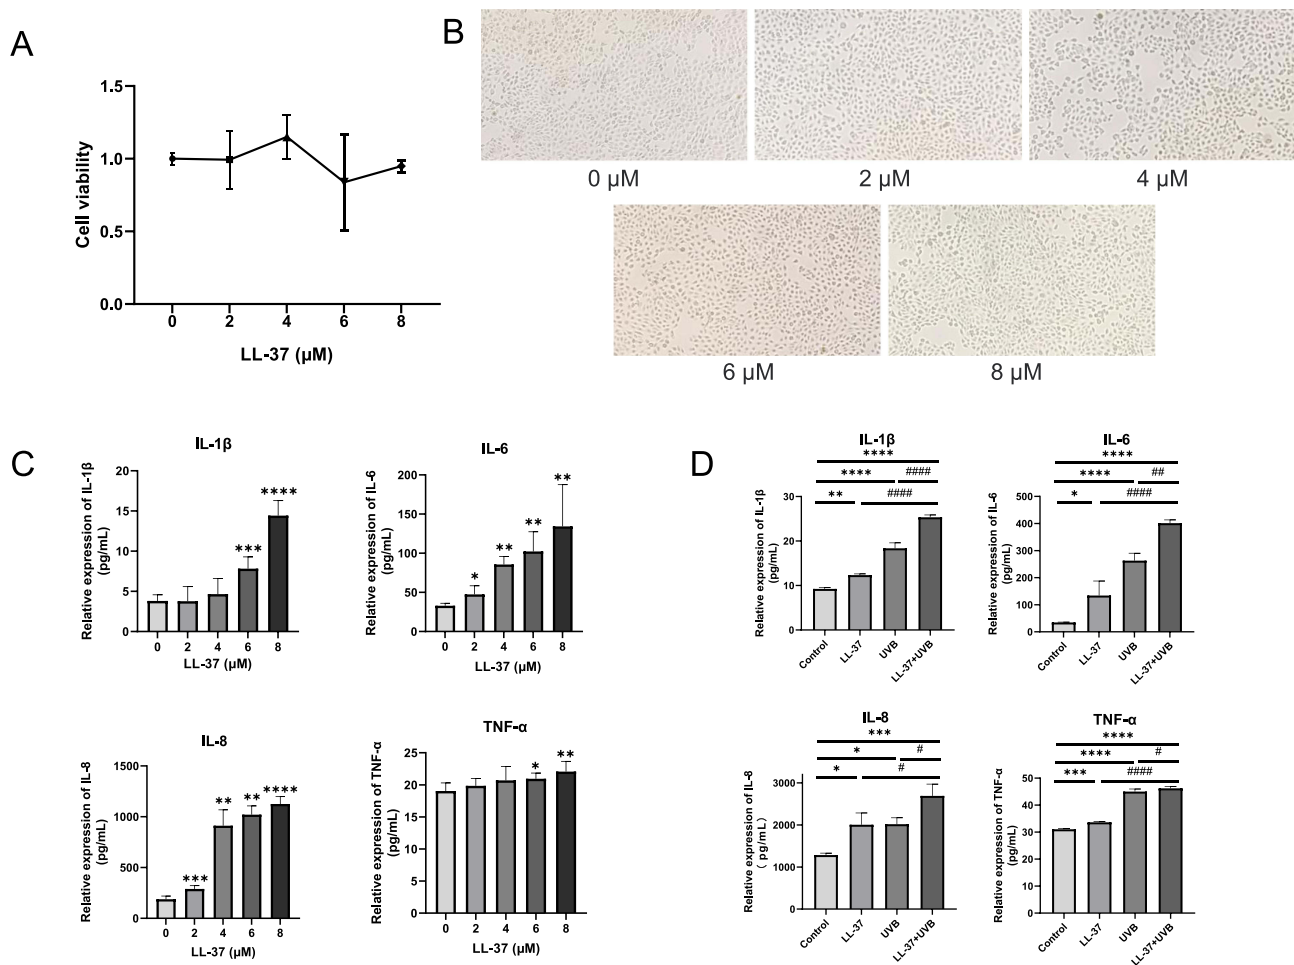 A
1.5
1.0
0.5
0.0
Cell viability
0 2 4 6 8
LL-37 (μM)
B
0 μM
2 μM
4 μM
6 μM
8 μM
C
IL-1β
Relative expression of IL-1β
(pg/mL)
20
15
10
5
0
***
****
0 2 4 6 8
LL-37 (μM)
IL-6
Relative expression of IL-6
(pg/mL)
150
100
50
0
*
**
**
**
0 2 4 6 8
LL-37 (μM)
IL-8
Relative expression of IL-8
(pg/mL)
1500
1000
500
0
***
**
**
****
0 2 4 6 8
LL-37 (μM)
TNF-α
Relative expression of TNF-α
(pg/mL)
25
20
15
10
5
0
*
**
0 2 4 6 8
LL-37 (μM)
D
IL-1β
****
**** ####
** ####
Relative expression of IL-1β
(pg/mL)
30
20
10
0
Control
LL-37
UVB
LL-37+UVB
IL-6
****
**** ##
* ####
Relative expression of IL-6
(pg/mL)
500
400
300
200
100
0
Control
LL-37
UVB
LL-37+UVB
IL-8
***
* #
* #
Relative expression of IL-8
( pg/mL)
3000
2000
1000
0
Control
LL-37
UVB
LL-37+UVB
TNF-α
****
**** #
*** ####
Relative expression of TNF-α
(pg/mL)
50
40
30
20
10
0
Control
LL-37
UVB
LL-37+UVB